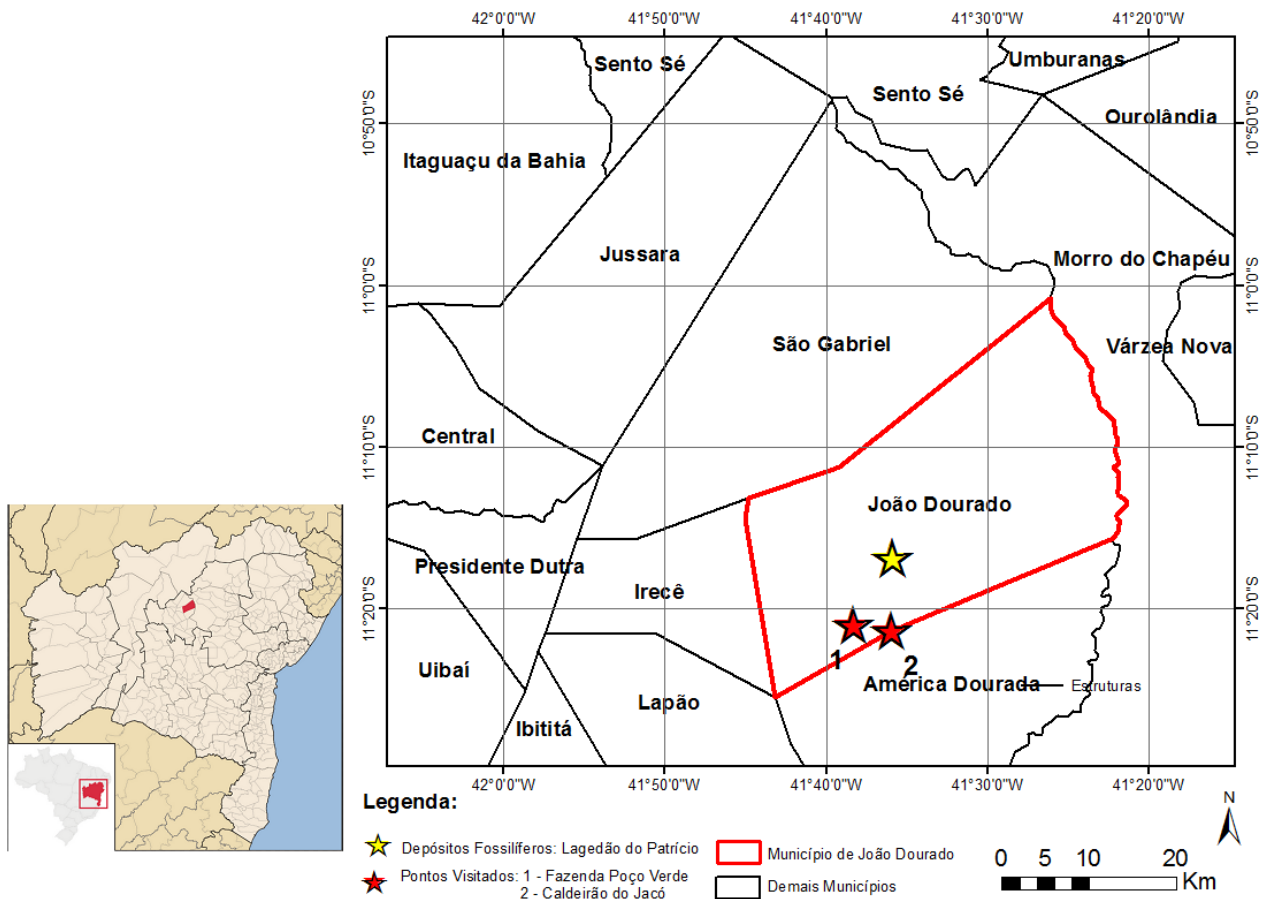 42°0'0"W 41°50'0"W 41°40'0"W 41°30'0"W 41°20'0"W
Sento Sé
Umburanas
Sento Sé
Ourolândia
10°50'0"S
10°50'0"S
Itaguaçu da Bahia
Jussara
Morro do Chapéu
11°0'0"S
11°0'0"S
São Gabriel
Várzea Nova
Central
11°10'0"S
11°10'0"S
João Dourado
Presidente Dutra
Irecê
11°20'0"S
11°20'0"S
1
2
Uibaí
América Dourada
Estruturas
Lapão
Ibititá
42°0'0"W 41°50'0"W 41°40'0"W 41°30'0"W 41°20'0"W
Legenda:
N
Depósitos Fossilíferos: Lagedão do Patrício
Município de João Dourado
Pontos Visitados: 1 - Fazenda Poço Verde
2 - Caldeirão do Jacó
Demais Municípios
0 5 10 20
Km